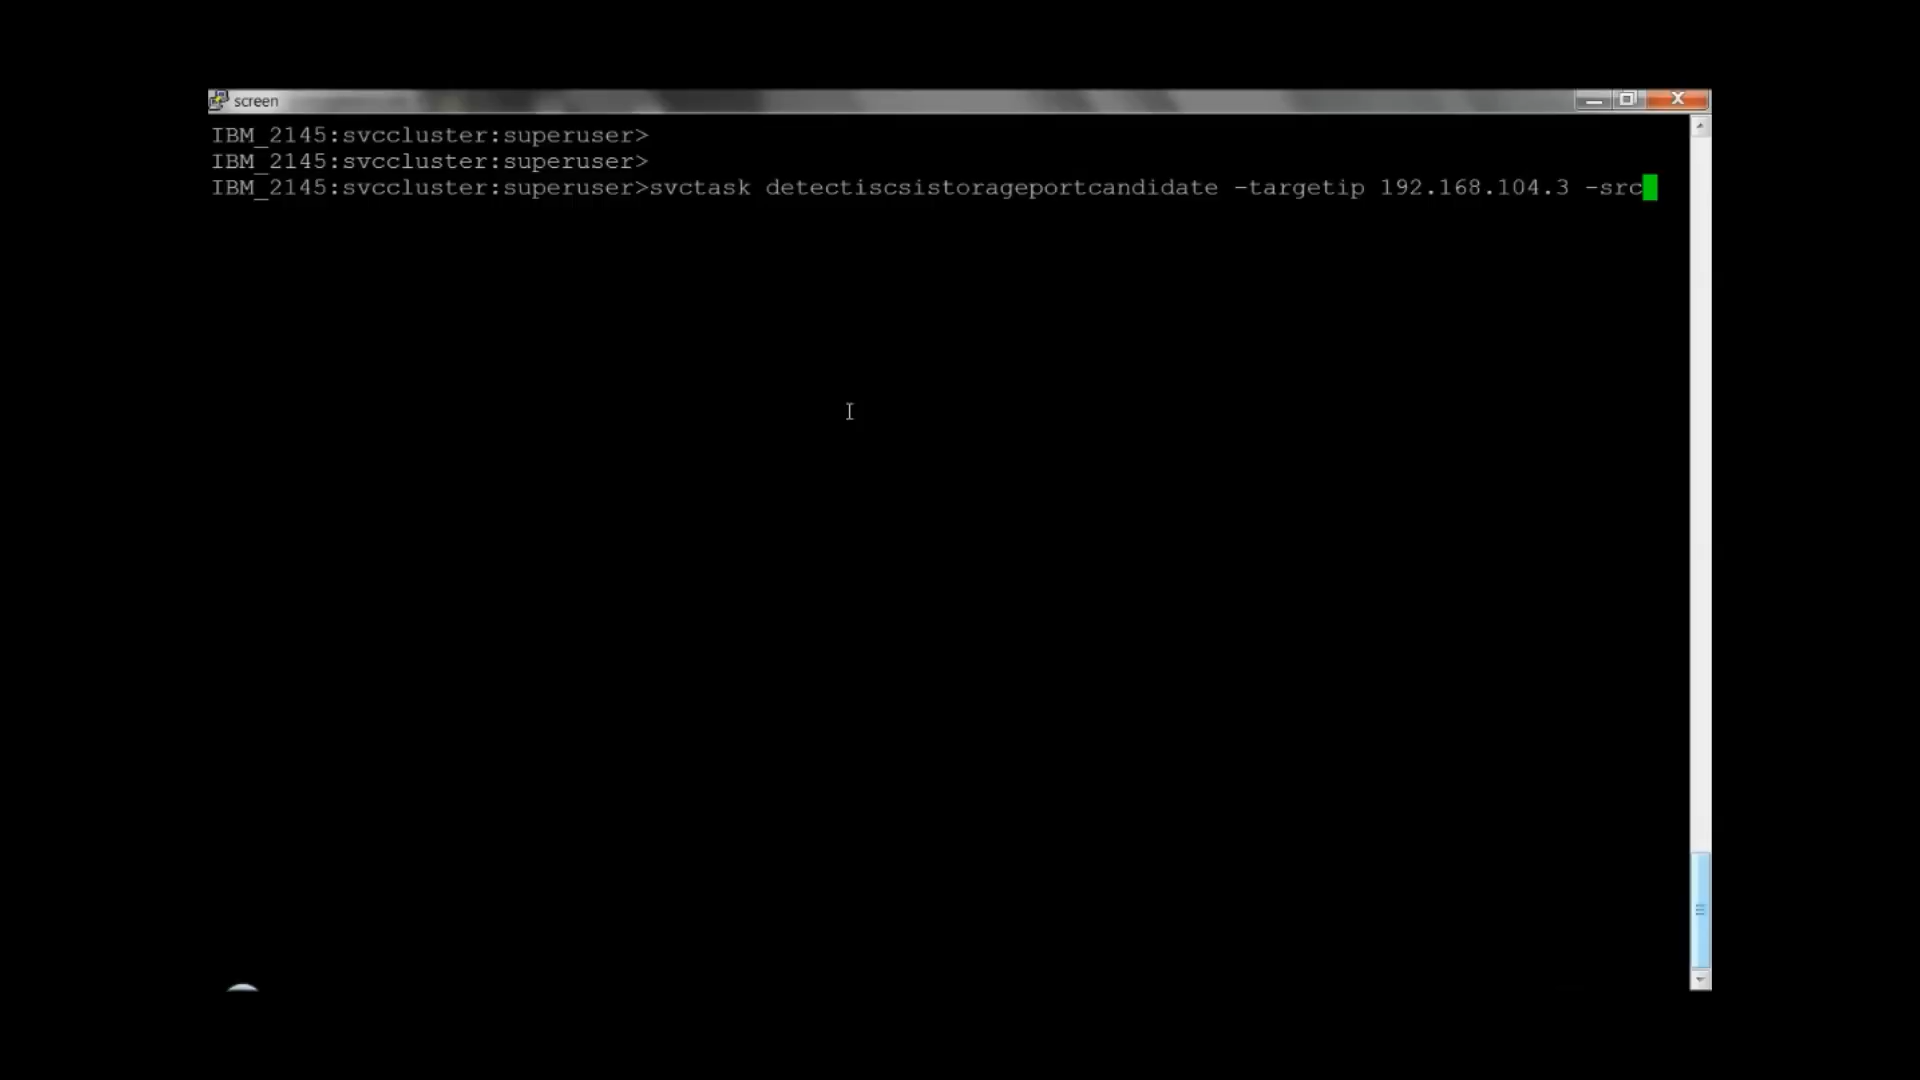 screen
IBM_2145:svccluster:superuser>
IBM_2145:svccluster:superuser>
IBM_2145:svccluster:superuser>svctask detectiscsistorageportcandidate -targetip 192.168.104.3 -src